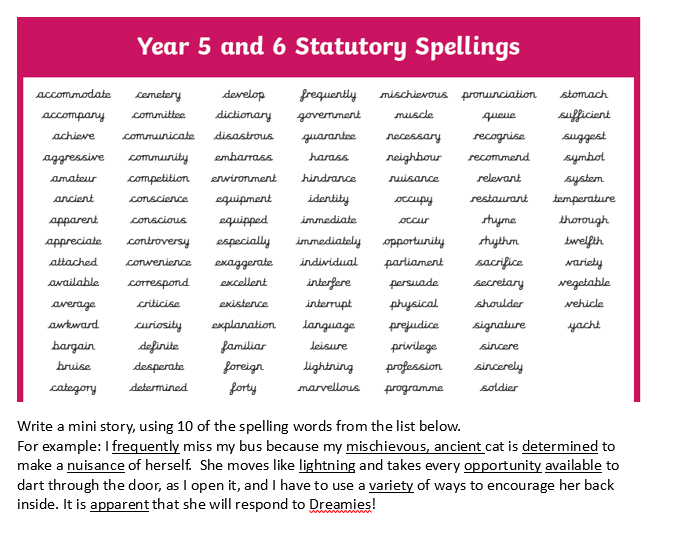 Year 5 and 6 Statutory Spellings
accommodate cemetery develop frequently mischievous pronunciation stomach
accompany committee dictionary government muscle queue sufficient
achieve communicate disastrous guarantee necessary recognise suggest
aggressive community embarrass harass neighbour recommend symbol
amateur competition environment hindrance nuisance relevant system
ancient conscience equipment identity occupy restaurant temperature
apparent conscious equipped immediate occur rhyme thorough
appreciate controversy especially immediately opportunity rhythm twelfth
attached convenience exaggerate individual parliament sacrifice variety
available correspond excellent interfere persuade secretary vegetable
average criticise existence interrupt physical shoulder vehicle
awkward curiosity explanation language prejudice signature yacht
bargain definite familiar leisure privilege sincere
bruise desperate foreign lightning profession sincerely
category determined forty marvellous programme soldier
Write a mini story, using 10 of the spelling words from the list below.
For example: I frequently miss my bus because my mischievous, ancient cat is determined to
make a nuisance of herself.  She moves like lightning and takes every opportunity available to
dart through the door, as I open it, and I have to use a variety of ways to encourage her back
inside. It is apparent that she will respond to Dreamies!